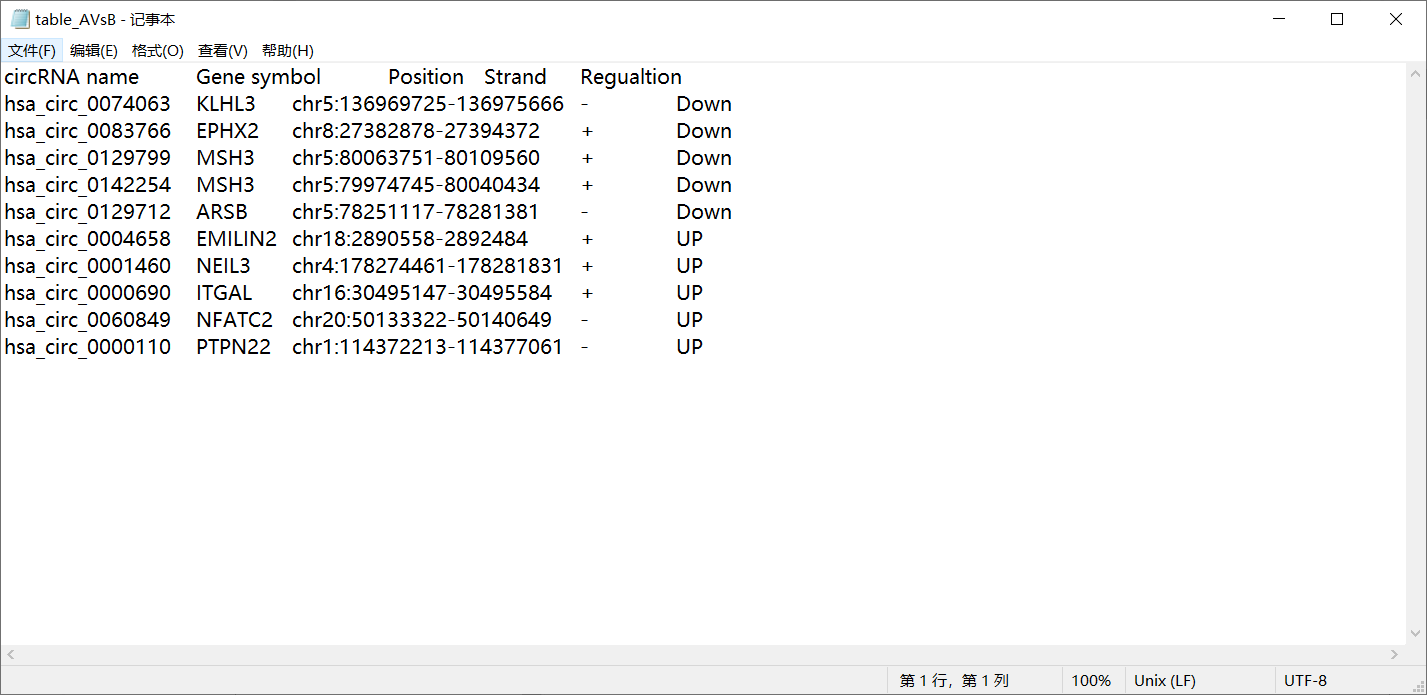 table_AVsB - 记事本
文件(F) 编辑(E) 格式(O) 查看(V) 帮助(H)
circRNA name Gene symbol Position Strand Regualtion
hsa_circ_0074063 KLHL3 chr5:136969725-136975666 - Down
hsa_circ_0083766 EPHX2 chr8:27382878-27394372 + Down
hsa_circ_0129799 MSH3 chr5:80063751-80109560 + Down
hsa_circ_0142254 MSH3 chr5:79974745-80040434 + Down
hsa_circ_0129712 ARSB chr5:78251117-78281381 - Down
hsa_circ_0004658 EMILIN2 chr18:2890558-2892484 + UP
hsa_circ_0001460 NEIL3 chr4:178274461-178281831 + UP
hsa_circ_0000690 ITGAL chr16:30495147-30495584 + UP
hsa_circ_0060849 NFATC2 chr20:50133322-50140649 - UP
hsa_circ_0000110 PTPN22 chr1:114372213-114377061 - UP
第 1 行，第 1 列 100% Unix (LF) UTF-8